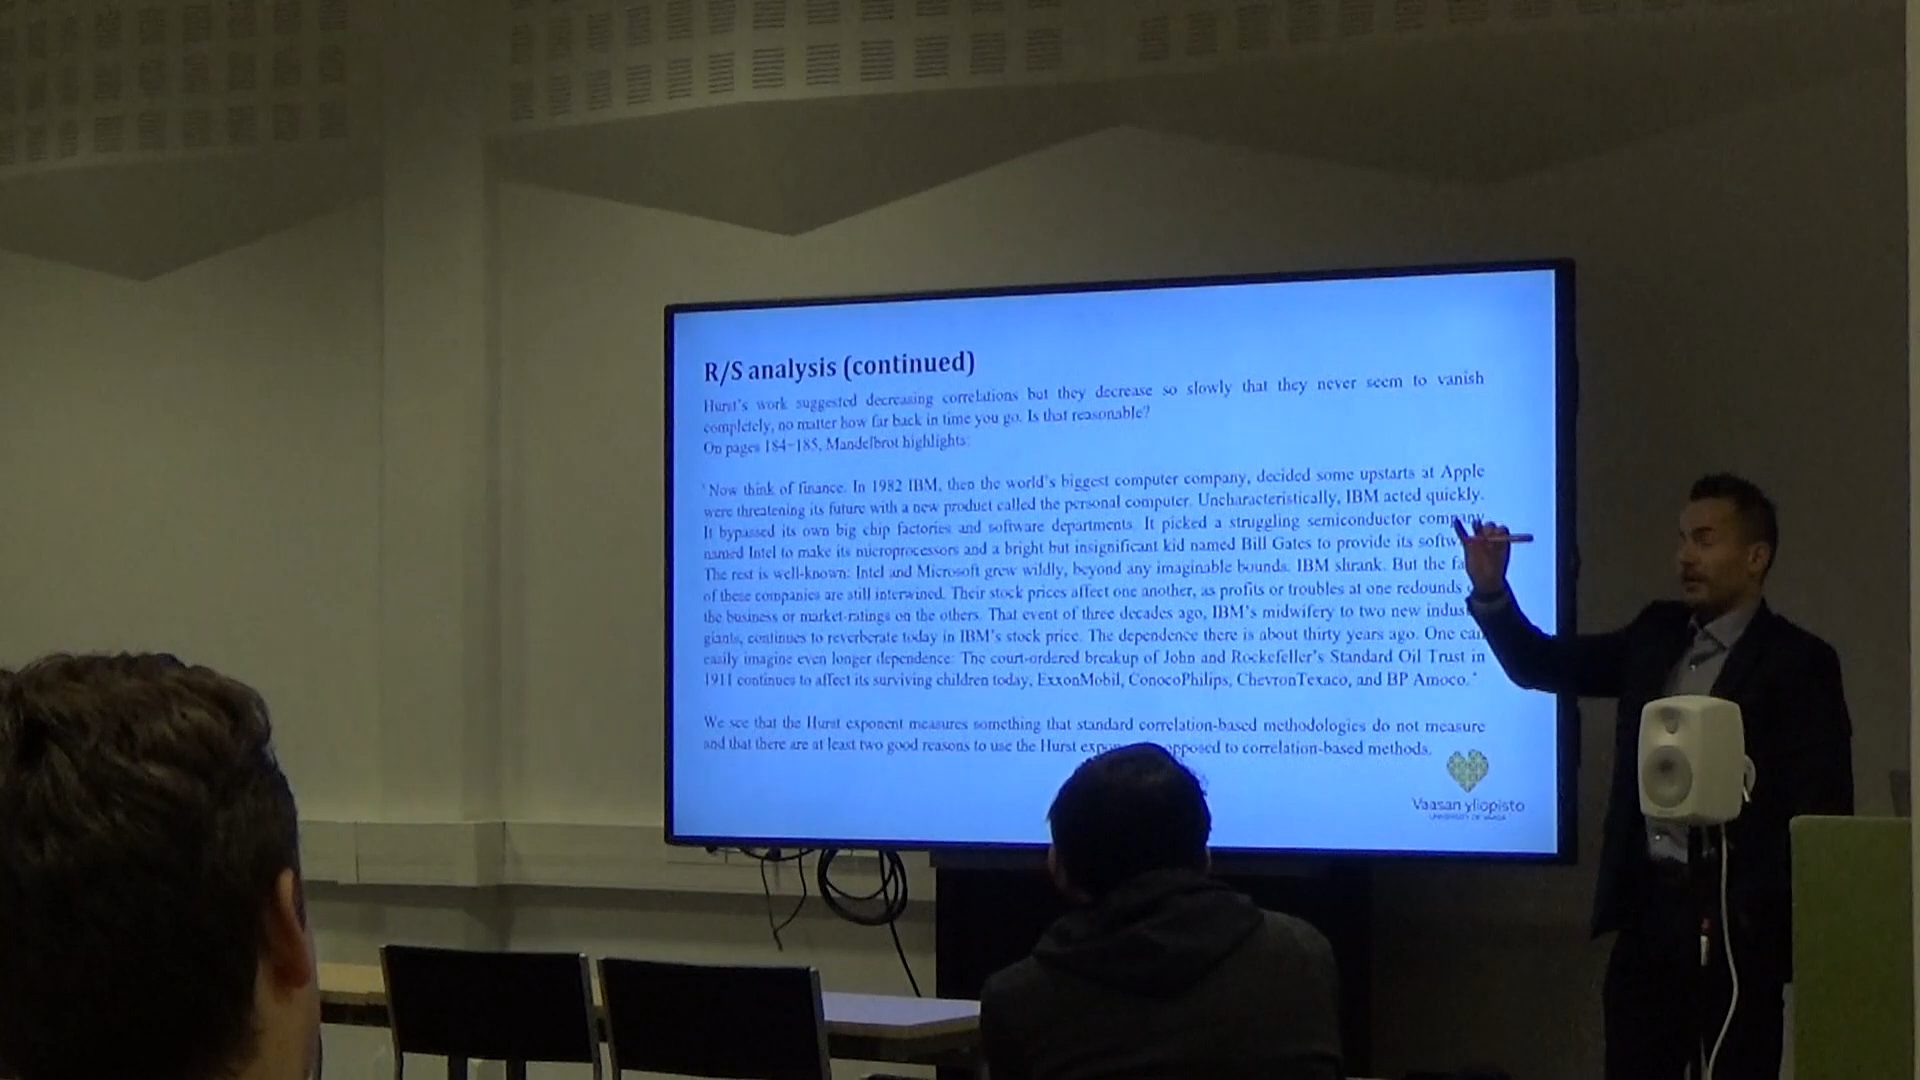 R/S analysis (continued)
Hurst's work suggested decreasing correlations but they decrease so slowly that they never seem to vanish
completely, no matter how far back in time you go. Is that reasonable?
On pages 184-185, Mandelbrot highlights:
'Now think of finance. In 1982 IBM, then the world's biggest computer company, decided some upstarts at Apple
were threatening its future with a new product called the personal computer. Uncharacteristically, IBM acted quickly.
It bypassed its own big chip factories and software departments. It picked a struggling semiconductor company
named Intel to make its microprocessors and a bright but insignificant kid named Bill Gates to provide its softw
The rest is well-known: Intel and Microsoft grew wildly, beyond any imaginable bounds. IBM shrank. But the fa
of these companies are still interwined. Their stock prices affect one another, as profits or troubles at one redounds
the business or market-ratings on the others. That event of three decades ago, IBM's midwifery to two new indus
giants, continues to reverberate today in IBM's stock price. The dependence there is about thirty years ago. One can
easily imagine even longer dependence: The court-ordered breakup of John and Rockefeller's Standard Oil Trust in
1911 continues to affect its surviving children today, ExxonMobil, ConocoPhilips, ChevronTexaco, and BP Amoco.'
We see that the Hurst exponent measures something that standard correlation-based methodologies do not measure
and that there are at least two good reasons to use the Hurst expo opposed to correlation-based methods.
Vaasan yliopisto
UNIVERSITY OF VAASA